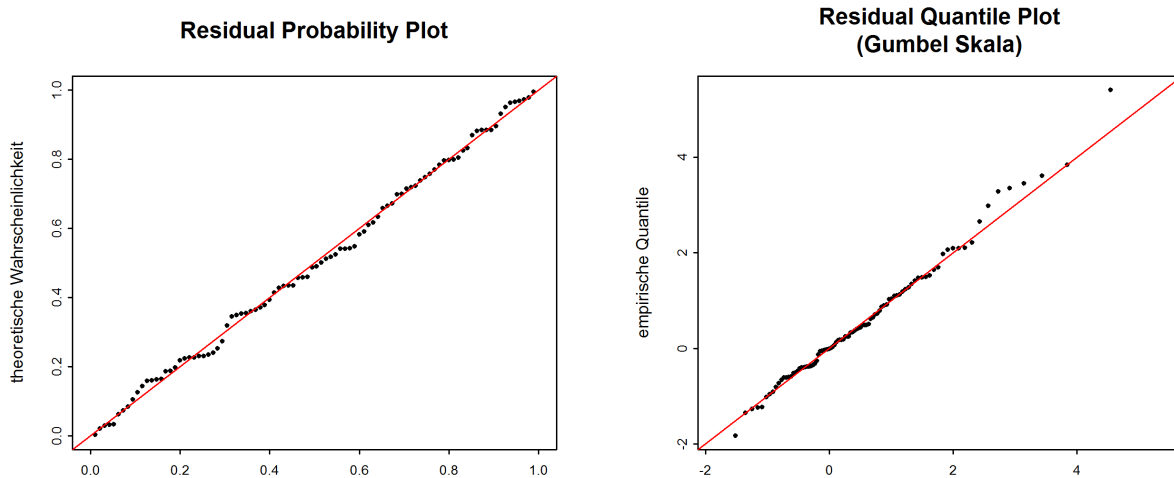 Residual Probability Plot
theoretische Wahrscheinlichkeit
1.0
0.8
0.6
0.4
0.2
0.0
0.0 0.2 0.4 0.6 0.8 1.0
Residual Quantile Plot
(Gumbel Skala)
empirische Quantile
4
2
0
-2
-2 0 2 4